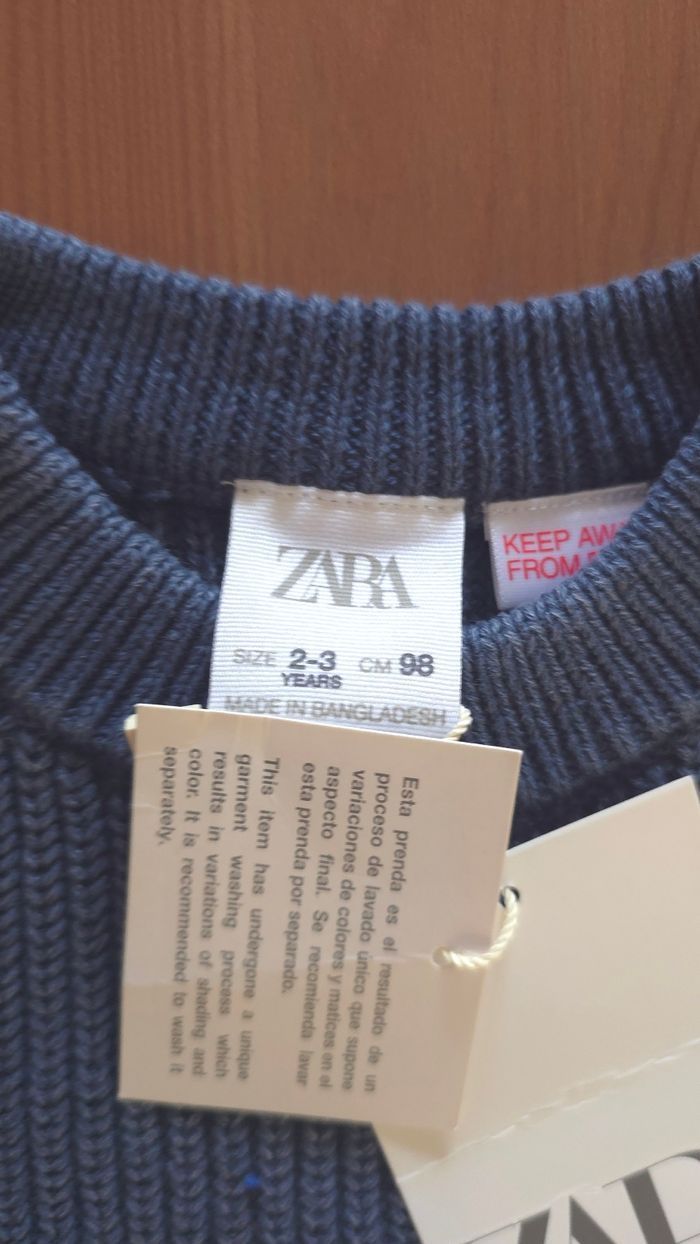 ZARA
SIZE 2-3 CM 98
YEARS
MADE IN BANGLADESH
KEEP
FROM
Esta prenda es el resultado de un
proceso de lavado único que supone
variaciones de colores y matices en el
aspecto final. Se recomienda lavar
esta prenda por separado.
This item has undergone a unique
garment washing process which
results in variations of shading and
color. It is recommended to wash it
separately.